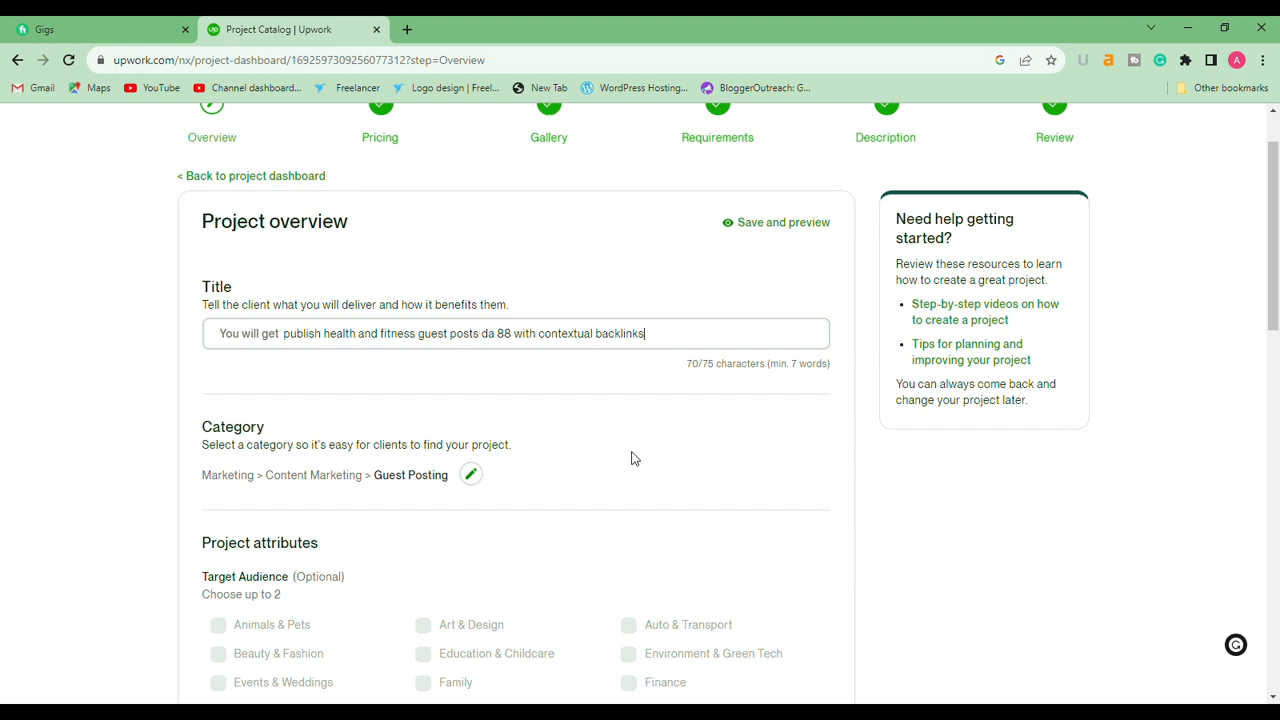 Gigs
Project Catalog | Upwork
upwork.com/nx/project-dashboard/1692597309256077312?step=Overview
Gmail Maps YouTube Channel dashboard... Freelancer Logo design | Freel... New Tab WordPress Hosting... BloggerOutreach: G... Other bookmarks
Overview Pricing Gallery Requirements Description Review
< Back to project dashboard
Project overview
Save and preview
Title
Tell the client what you will deliver and how it benefits them.
You will get publish health and fitness guest posts da 88 with contextual backlinks
70/75 characters (min. 7 words)
Category
Select a category so it's easy for clients to find your project.
Marketing > Content Marketing > Guest Posting
Project attributes
Target Audience (Optional)
Choose up to 2
Animals & Pets Art & Design Auto & Transport
Beauty & Fashion Education & Childcare Environment & Green Tech
Events & Weddings Family Finance
Need help getting
started?
Review these resources to learn
how to create a great project.
• Step-by-step videos on how
to create a project
• Tips for planning and
improving your project
You can always come back and
change your project later.